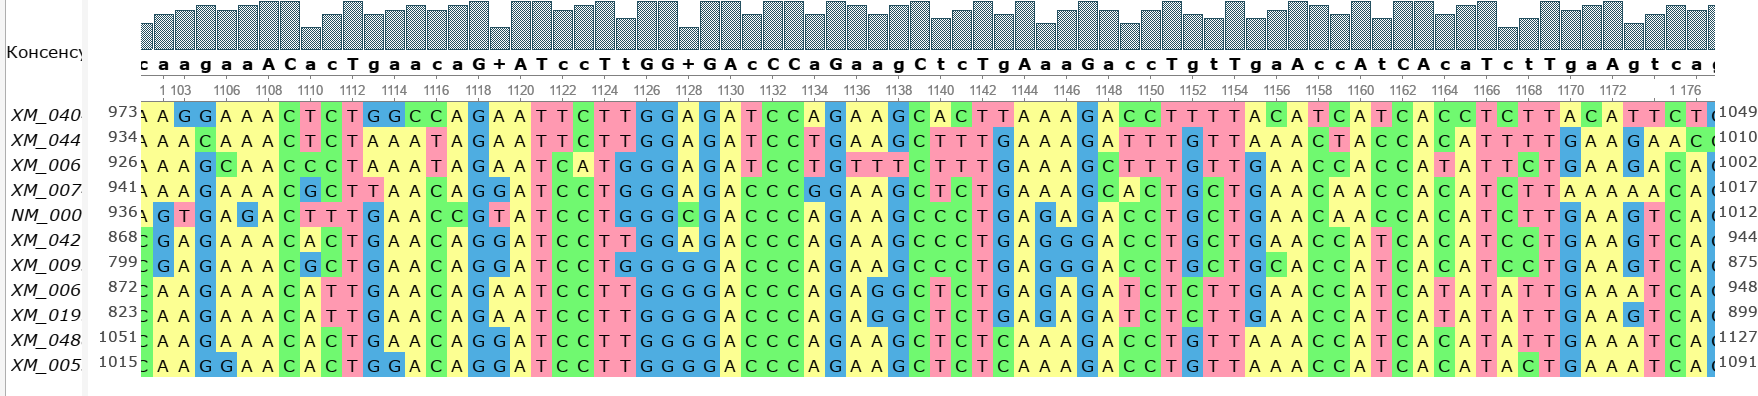 Консенсу
c a a g a a A C a c T g a a c a G + A T c c T t G G + G A c C C a G a a g C t c T g A a a G a c c T g t T g a A c c A t C A c a T c t T g a A g t c a
1 103 1106 1108 1110 1112 1114 1116 1118 1120 1122 1124 1126 1128 1130 1132 1134 1136 1138 1140 1142 1144 1146 1148 1150 1152 1154 1156 1158 1160 1162 1164 1166 1168 1170 1172 1 176
XM_040 973 A A G G A A A C T C T G G C C A G A A T T C T T G G A G A T C C A G A A G C A C T T A A A G A C C T T T T A C A T C A T C A C C T C T T A C A T T C T 1049
XM_044 934 A A A C A A A C T C T A A A T A G A A T T C T T G G A G A T C C T G A A G C T T T G A A A G A T T T G T T A A A C T A C C A C A T T T T G A A G A A C 1010
XM_006 926 A A A G C A A C C C T A A A T A G A A T C A T G G G A G A T C C T G T T T C T T T G A A A G C T T T G T T G A A C C A C C A T A T T C T G A A G A C A 1002
XM_007 941 A A A G A A A C G C T T A A C A G G A T C C T G G G A G A C C C G G A A G C T C T G A A A G C A C T G C T G A A C A A C C A C A T C T T A A A A A C A 1017
NM_000 936 A G T G A G A C T T T G A A C C G T A T C C T G G G C G A C C C A G A A G C C C T G A G A G A C C T G C T G A A C A A C C A C A T C T T G A A G T C A 1012
XM_042 868 C G A G A A A C A C T G A A C A G G A T C C T T G G A G A C C C A G A A G C C C T G A G G G A C C T G C T G A A C C A T C A C A T C C T G A A G T C A 944
XM_009 799 C G A G A A A C G C T G A A C A G G A T C C T G G G G G A C C C A G A A G C C C T G A G G G A C C T G C T G C A C C A T C A C A T C C T G A A G T C A 875
XM_006 872 C A A G A A A C A T T G A A C A G A A T C C T T G G G G A C C C A G A G G C T C T G A G A G A T C T C T T G A A C C A T C A T A T A T T G A A A T C A 948
XM_019 823 C A A G A A A C A T T G A A C A G A A T C C T T G G G G A C C C A G A G G C T C T G A G A G A T C T C T T G A A C C A T C A T A T A T T G A A G T C A 899
XM_048 1051 C A A G A A A C A C T G A A C A G G A T C C T T G G G G A C C C A G A A G C T C T C A A A G A C C T G T T A A A C C A T C A C A T A T T G A A A T C A 1127
XM_005 1015 C A A G G A A C A C T G G A C A G G A T C C T T G G G G A C C C A G A A G C T C T C A A A G A C C T G T T A A A C C A T C A C A T A C T G A A A T C A 1091